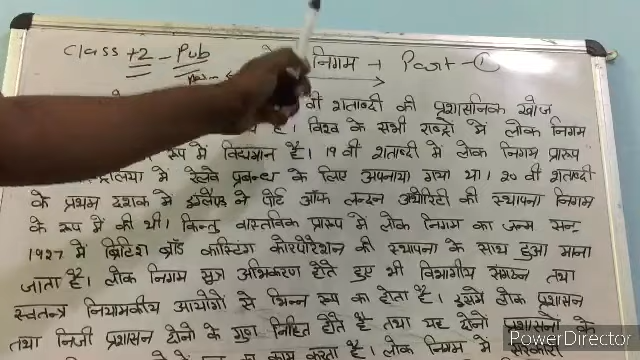 Class +2 - Pub निगम → Part - ①
वी शताब्दी की प्रशासनिक खोज
है। विश्व के सभी राष्ट्रों में लोक निगम
रूप में विद्यमान है। 19 वी शताब्दी में लोक निगम प्रारूप
में रेलवे प्रबन्ध के लिए अपनाया गया था। 20 वी शताब्दी
के प्रथम दशक में इंग्लैण्ड ने पोर्ट ऑफ लन्दन अथॉरिटी की स्थापना निगम
के रूप में की थी। किन्तु वास्तविक प्रारूप में लोक निगम का जन्म सन्
1927 में ब्रिटिश ब्रॉड कास्टिंग कॉरपोरेशन की स्थापना के साथ हुआ माना
जाता है। लोक निगम सूत्र अभिकरण होते हुए भी विभागीय संगठन तथा
स्वतन्त्र नियामकीय आयोगों से भिन्न रूप का होता है। इसमें लोक प्रशासन
तथा निजी प्रशासन दोनों के गुण निहित होते हैं तथा यह दोनों प्रशासनों के
का काम करता है। लोक निगम में सरकारी
PowerDirector